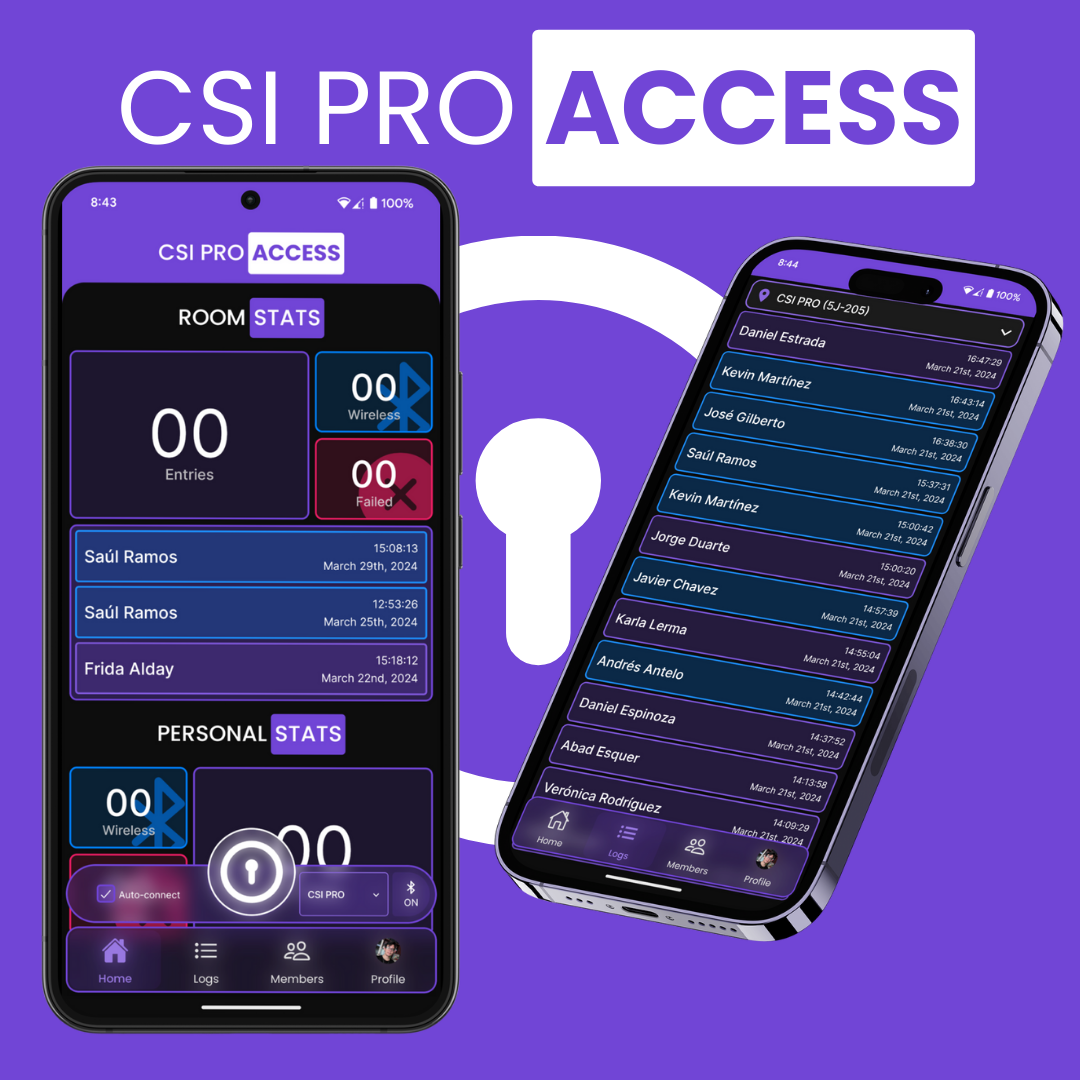 CSI PRO ACCESS
8:43
100%
CSI PRO ACCESS
ROOM STATS
00
Entries
00
Wireless
00
Failed
Saúl Ramos
15:08:13
March 29th, 2024
Saúl Ramos
12:53:26
March 25th, 2024
Frida Alday
15:18:12
March 22nd, 2024
PERSONAL STATS
00
Wireless
00
Auto-connect
CSI PRO
ON
Home
Logs
Members
Profile
8:44
100%
CSI PRO (5J-205)
Daniel Estrada
16:47:29
March 21st, 2024
Kevin Martínez
16:43:14
March 21st, 2024
José Gilberto
16:38:30
March 21st, 2024
Saúl Ramos
15:37:31
March 21st, 2024
Kevin Martínez
15:00:42
March 21st, 2024
Jorge Duarte
15:00:20
March 21st, 2024
Javier Chavez
14:57:39
March 21st, 2024
Karla Lerma
14:55:04
March 21st, 2024
Andrés Antelo
14:42:44
March 21st, 2024
Daniel Espinoza
14:37:52
March 21st, 2024
Abad Esquer
14:13:58
March 21st, 2024
Verónica Rodríguez
14:09:29
March 21st, 2024
Home
Logs
Members
Profile